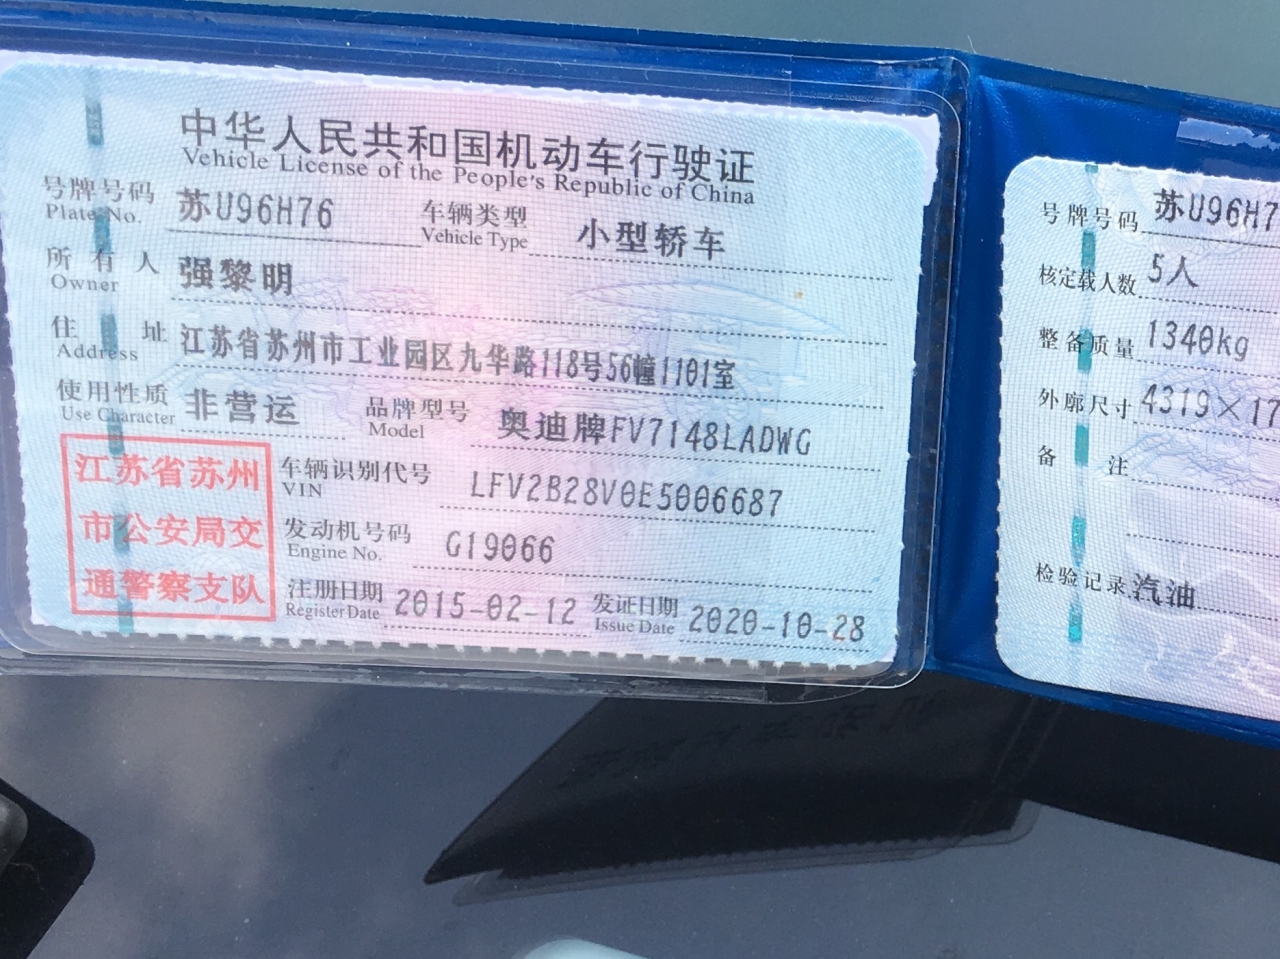 中华人民共和国机动车行驶证
Vehicle License of the People's Republic of China
号牌号码 苏U96H76 车辆类型 小型轿车
Plate No. Vehicle Type
所有人 强黎明
Owner
住址 江苏省苏州市工业园区九华路118号56幢1101室
Address
使用性质 非营运 品牌型号 奥迪牌FV7148LADWG
Use Character Model
车辆识别代号 LFV2B28V0E5006687
VIN
发动机号码 G19066
Engine No.
注册日期 2015-02-12 发证日期 2020-10-28
Register Date Issue Date
江苏省苏州
市公安局交
通警察支队
号牌号码 苏U96H7
核定载人数 5人
整备质量 1340kg
外廓尺寸 4319×17
备注
检验记录 汽油